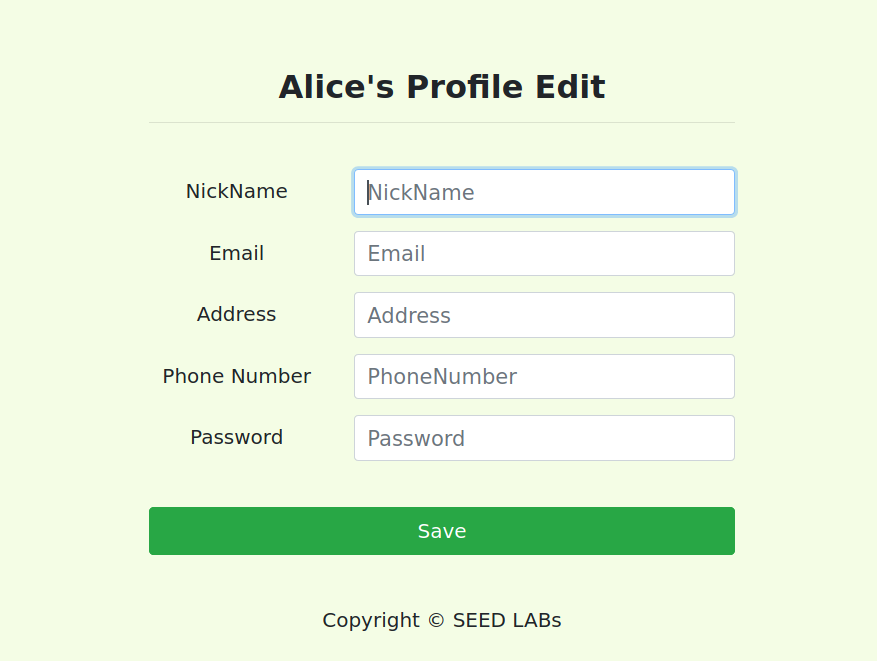 Alice's Profile Edit
NickName NickName
Email Email
Address Address
Phone Number PhoneNumber
Password Password
Save
Copyright © SEED LABs